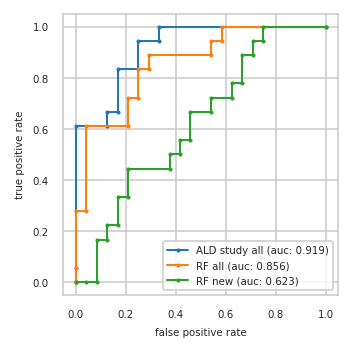 1.0
0.8
0.6
0.4
0.2
0.0
true positive rate
ALD study all (auc: 0.919)
RF all (auc: 0.856)
RF new (auc: 0.623)
0.0 0.2 0.4 0.6 0.8 1.0
false positive rate